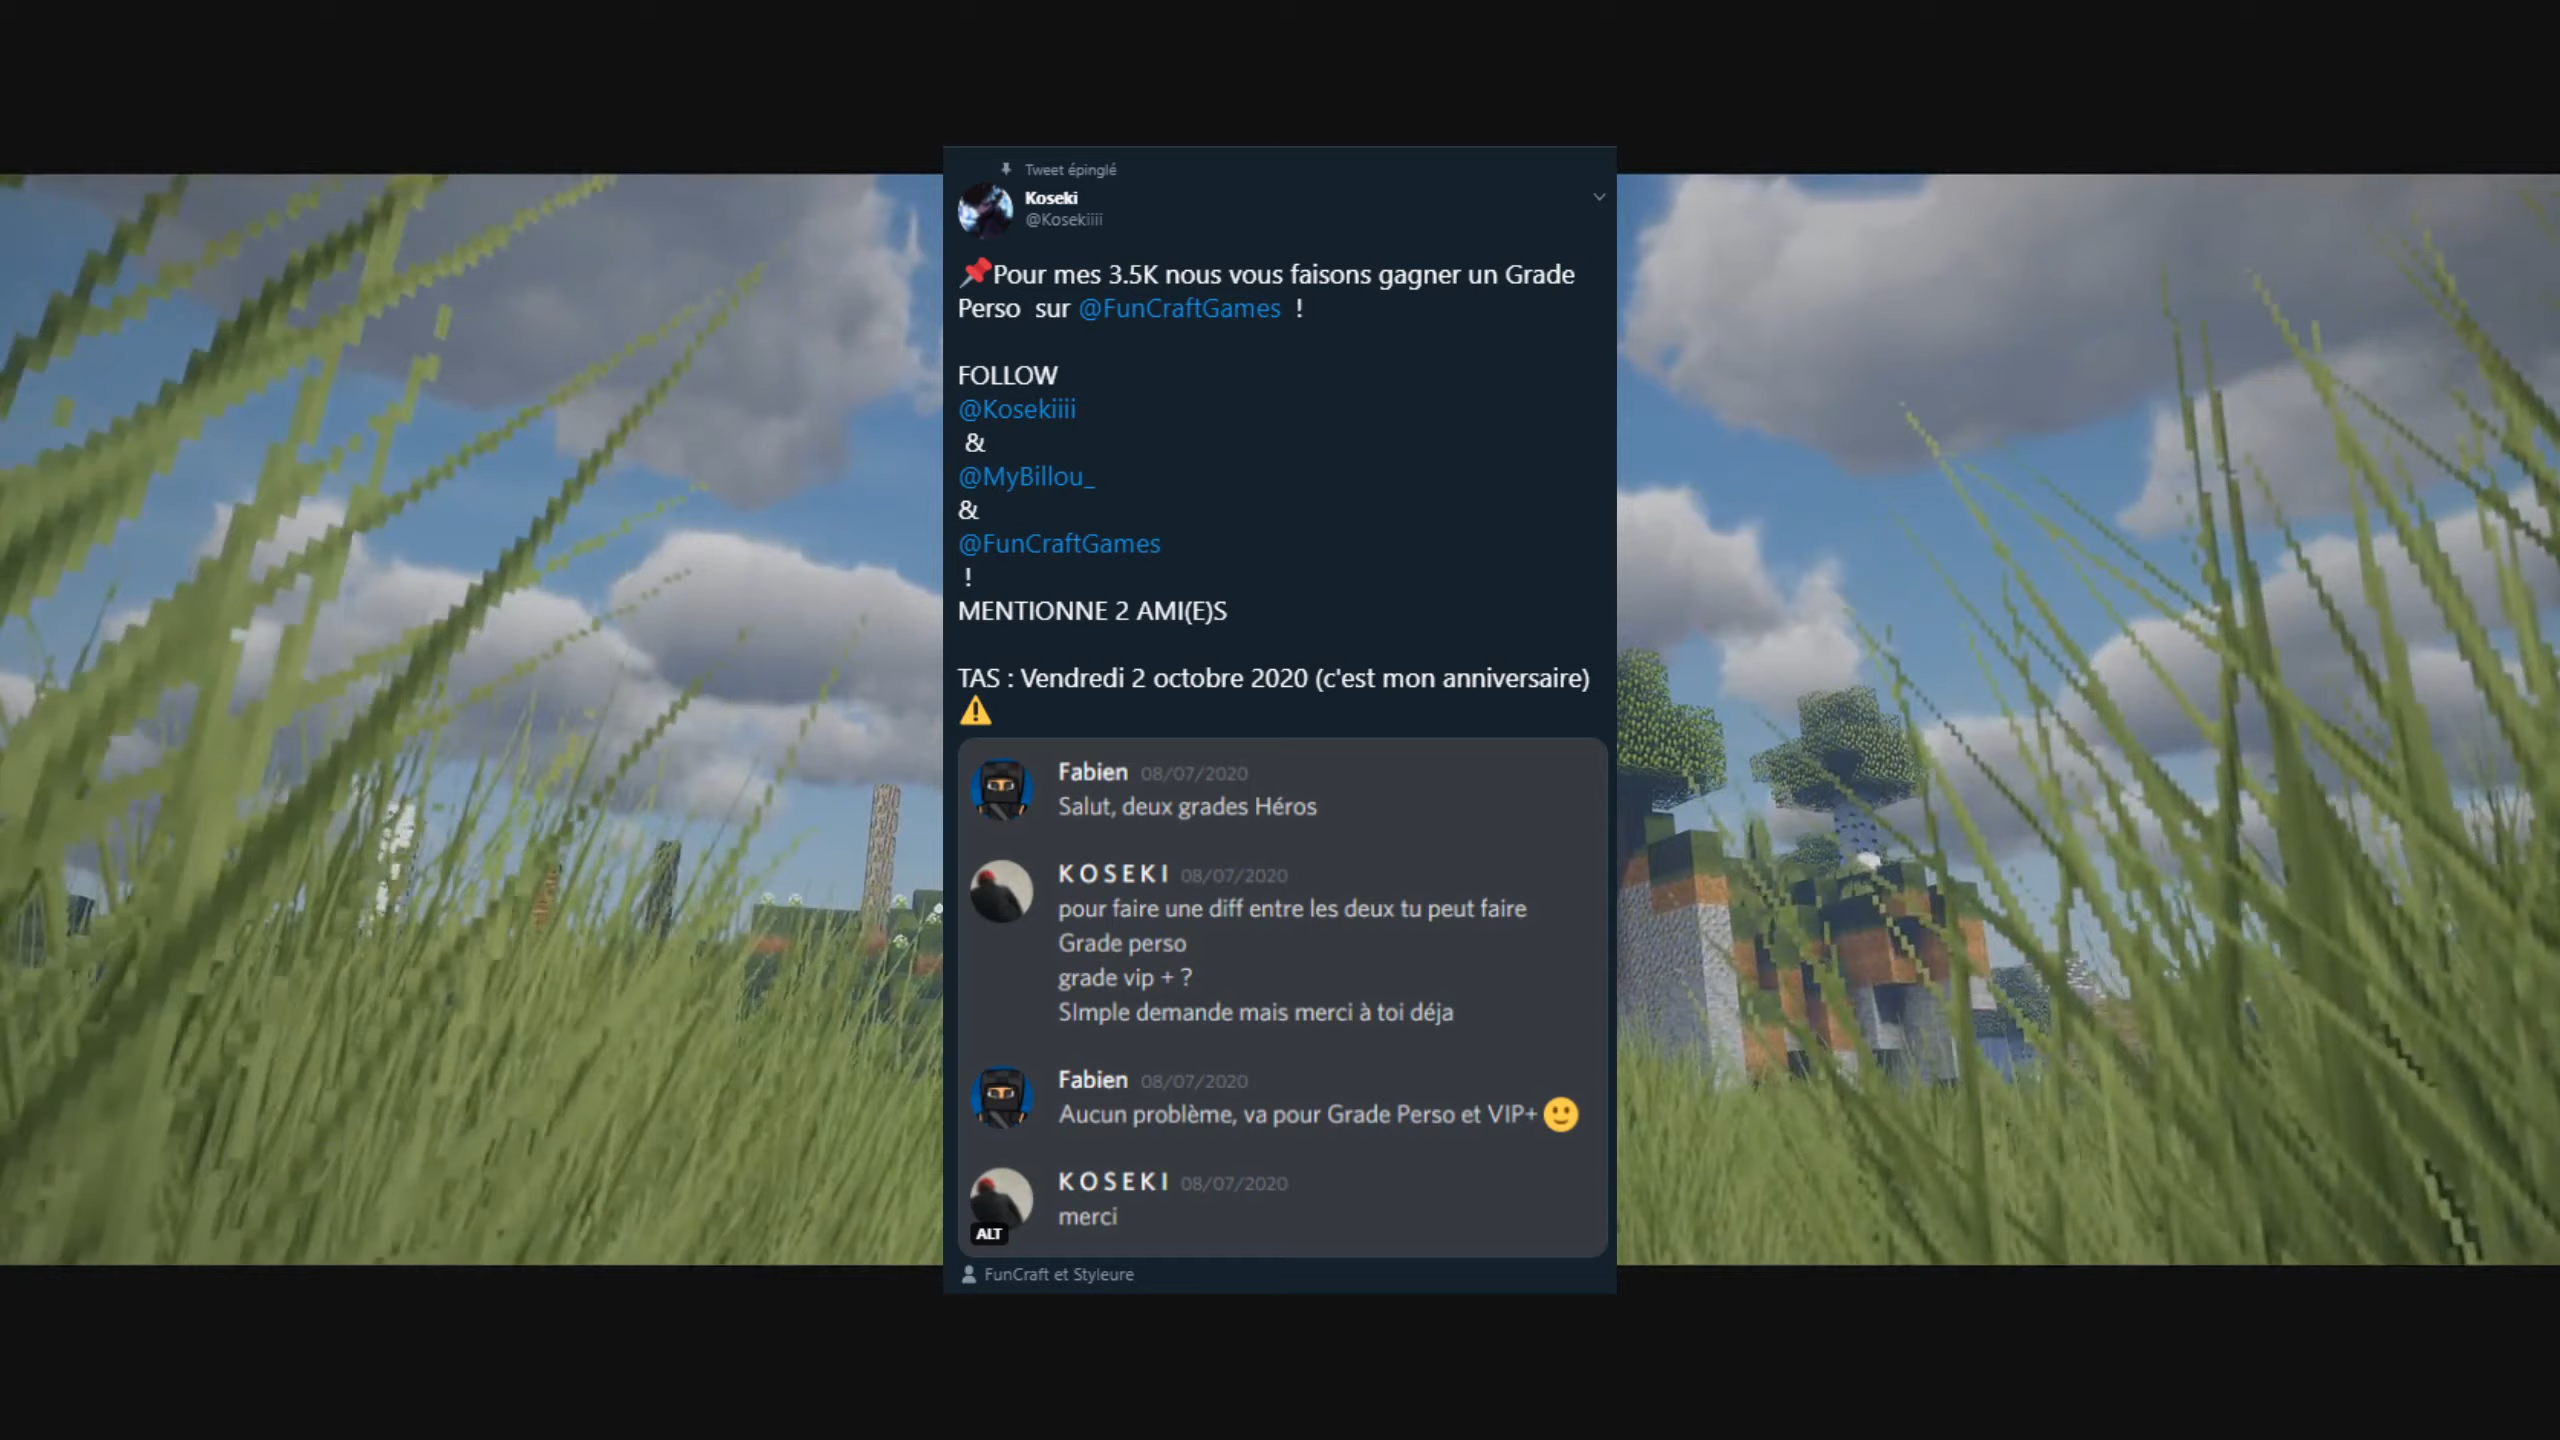 Tweet épinglé
Koseki
@Kosekiiii
📌Pour mes 3.5K nous vous faisons gagner un Grade
Perso sur @FunCraftGames !
FOLLOW
@Kosekiiii
&
@MyBillou_
&
@FunCraftGames
!
MENTIONNE 2 AMI(E)S
TAS : Vendredi 2 octobre 2020 (c'est mon anniversaire)
⚠️
Fabien 08/07/2020
Salut, deux grades Héros
KOSEKI 08/07/2020
pour faire une diff entre les deux tu peut faire
Grade perso
grade vip + ?
SImple demande mais merci à toi déja
Fabien 08/07/2020
Aucun problème, va pour Grade Perso et VIP+ 🙂
KOSEKI 08/07/2020
merci
ALT
FunCraft et Styleure